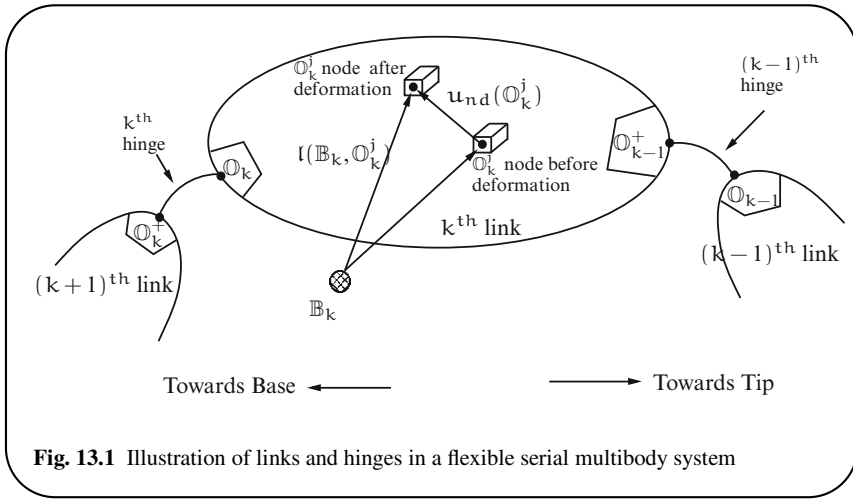 𝕆ₖʲ node after
deformation
u_nd(𝕆ₖʲ)
(k−1)ᵗʰ
hinge
kᵗʰ
hinge
𝕆ₖ
l(𝔹ₖ, 𝕆ₖʲ)
𝕆ₖʲ node before
deformation
𝕆⁺ₖ₋₁
𝕆ₖ₋₁
𝕆ₖ⁺
kᵗʰ link
(k+1)ᵗʰ link
(k−1)ᵗʰ link
𝔹ₖ
Towards Base
Towards Tip
Fig. 13.1 Illustration of links and hinges in a flexible serial multibody system